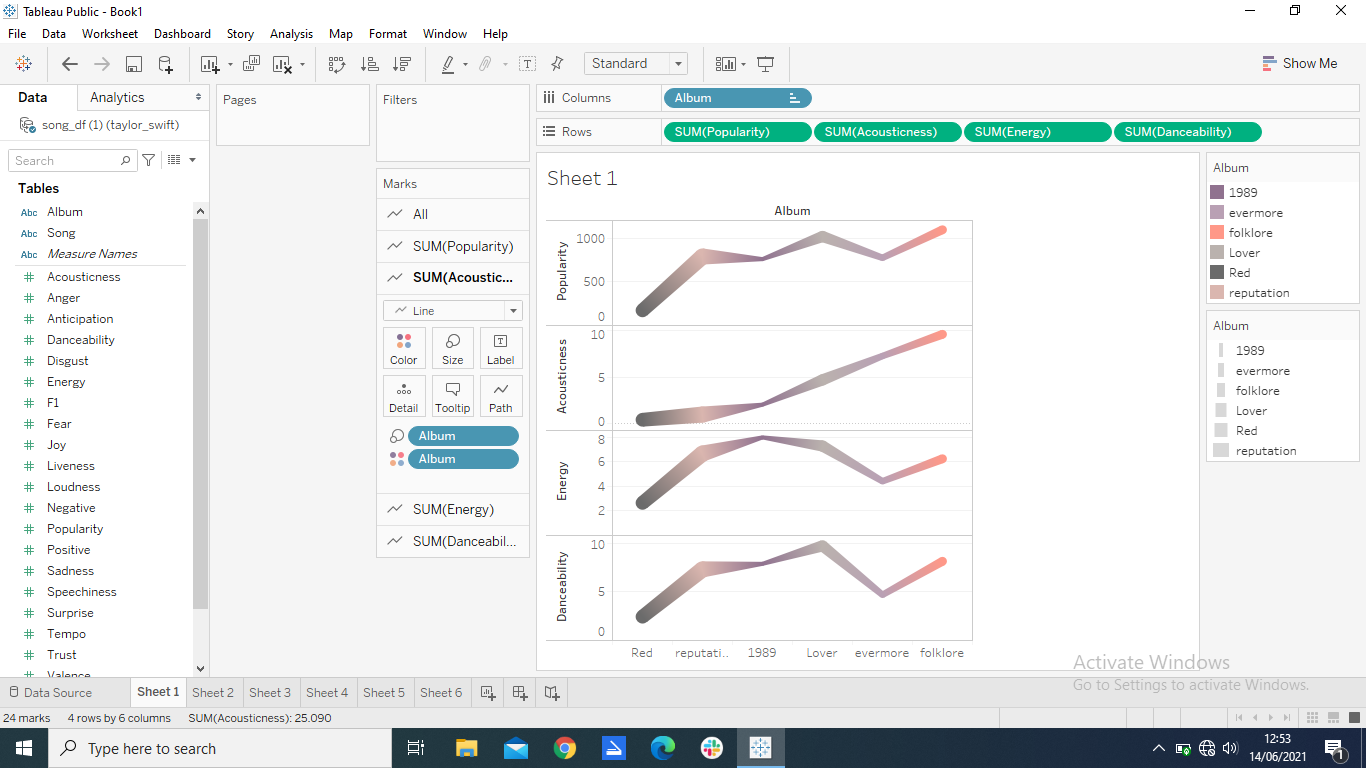 Tableau Public - Book1
File Data Worksheet Dashboard Story Analysis Map Format Window Help
Standard
Show Me
Data Analytics
song_df (1) (taylor_swift)
Search
Tables
Abc Album
Abc Song
Abc Measure Names
# Acousticness
# Anger
# Anticipation
# Danceability
# Disgust
# Energy
# F1
# Fear
# Joy
# Liveness
# Loudness
# Negative
# Popularity
# Positive
# Sadness
# Speechiness
# Surprise
# Tempo
# Trust
# Valence
Pages
Filters
Marks
All
SUM(Popularity)
SUM(Acoustic...
Line
Color Size Label
Detail Tooltip Path
Album
Album
SUM(Energy)
SUM(Danceabil...
Columns Album
Rows SUM(Popularity) SUM(Acousticness) SUM(Energy) SUM(Danceability)
Sheet 1
Album
Popularity
1000
500
0
Acousticness
10
5
0
Energy
8
6
4
2
Danceability
10
5
0
Red reputati.. 1989 Lover evermore folklore
Album
1989
evermore
folklore
Lover
Red
reputation
Album
1989
evermore
folklore
Lover
Red
reputation
Activate Windows
Go to Settings to activate Windows.
Data Source Sheet 1 Sheet 2 Sheet 3 Sheet 4 Sheet 5 Sheet 6
24 marks 4 rows by 6 columns SUM(Acousticness): 25.090
Type here to search
12:53
14/06/2021
1